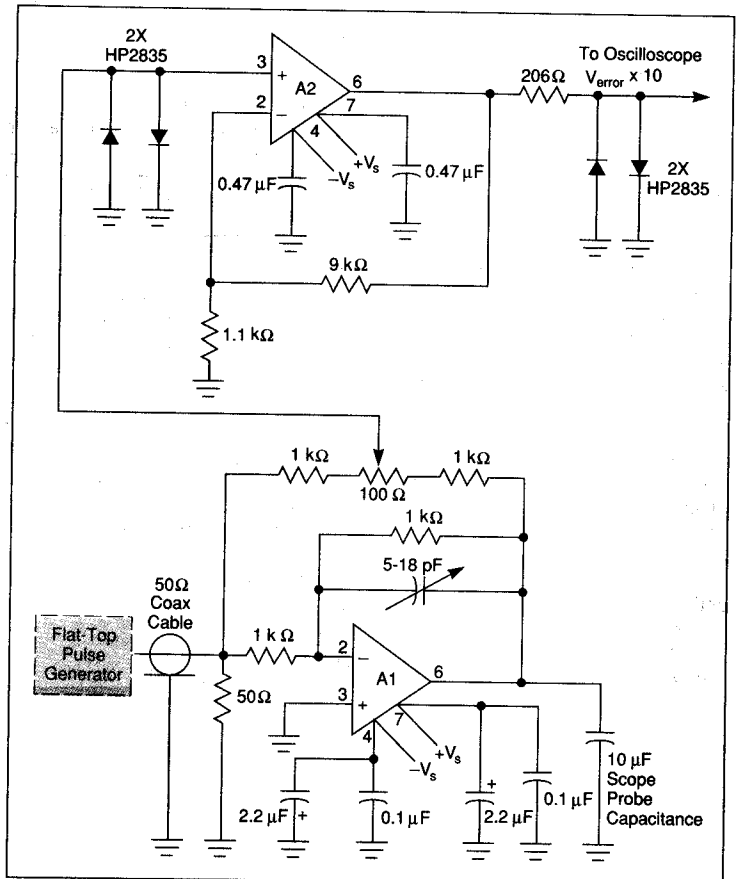 2X
HP2835
3
+
A2
6
2
−
7
4
+Vs
−Vs
0.47 μF
0.47 μF
206Ω
To Oscilloscope
Verror x 10
2X
HP2835
9 kΩ
1.1 kΩ
1 kΩ
100 Ω
1 kΩ
1 kΩ
5-18 pF
50Ω
Coax
Cable
Flat-Top
Pulse
Generator
1 kΩ
50Ω
2
−
A1
6
3
+
7
4
+Vs
−Vs
2.2 μF
+
0.1 μF
+
2.2 μF
0.1 μF
10 μF
Scope
Probe
Capacitance